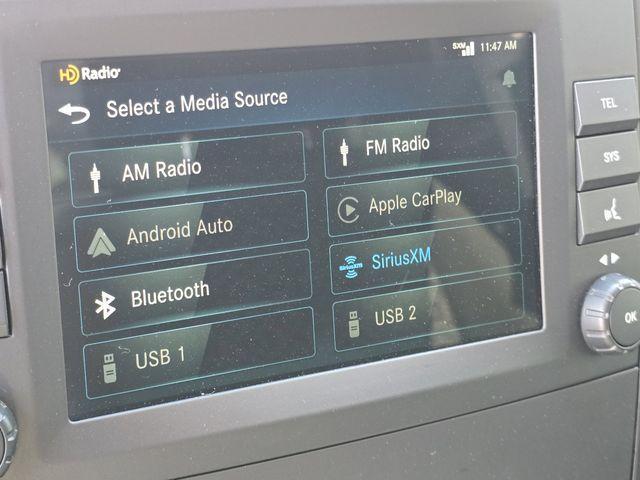 HD Radio
SXM 11:47 AM
Select a Media Source
AM Radio
FM Radio
Android Auto
Apple CarPlay
Bluetooth
SiriusXM
SiriusXM
USB 1
USB 2
TEL
SYS
OK